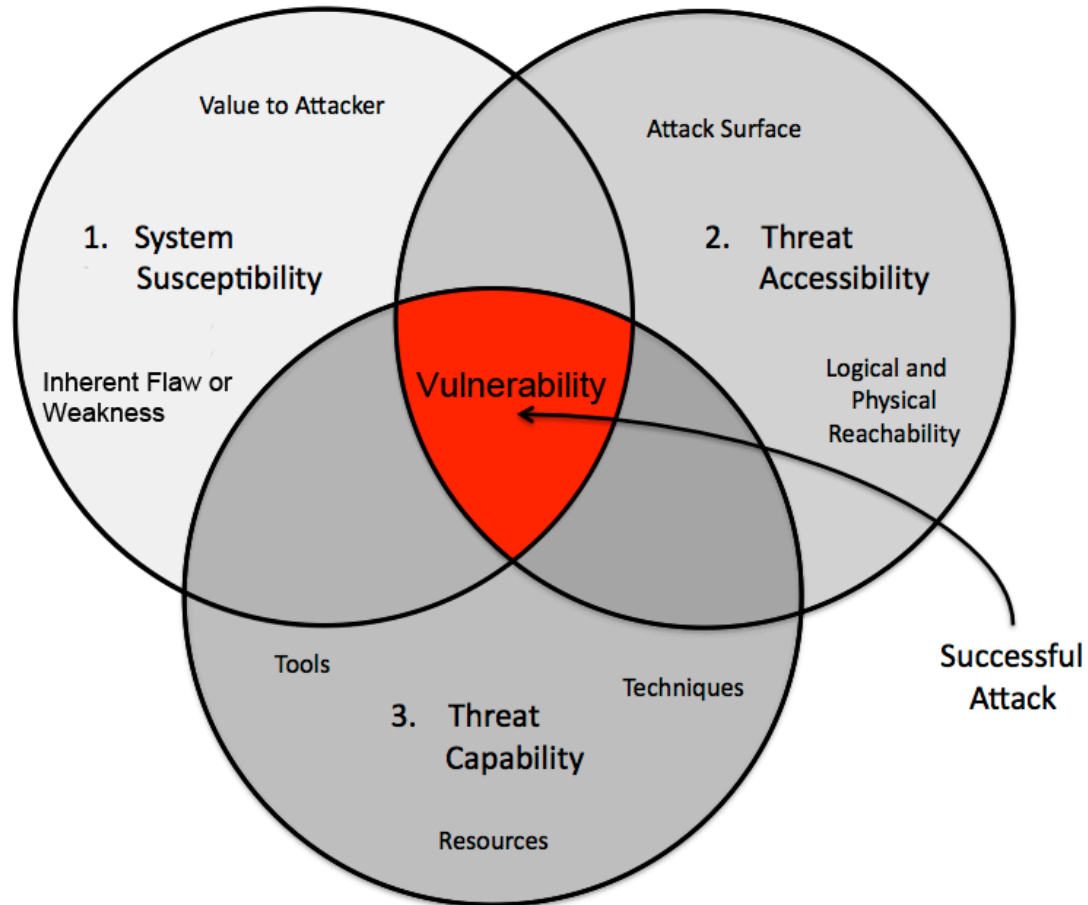 Value to Attacker
Attack Surface
1. System
Susceptibility
2. Threat
Accessibility
Inherent Flaw or
Weakness
Vulnerability
Logical and
Physical
Reachability
Successful
Attack
Tools
Techniques
3. Threat
Capability
Resources